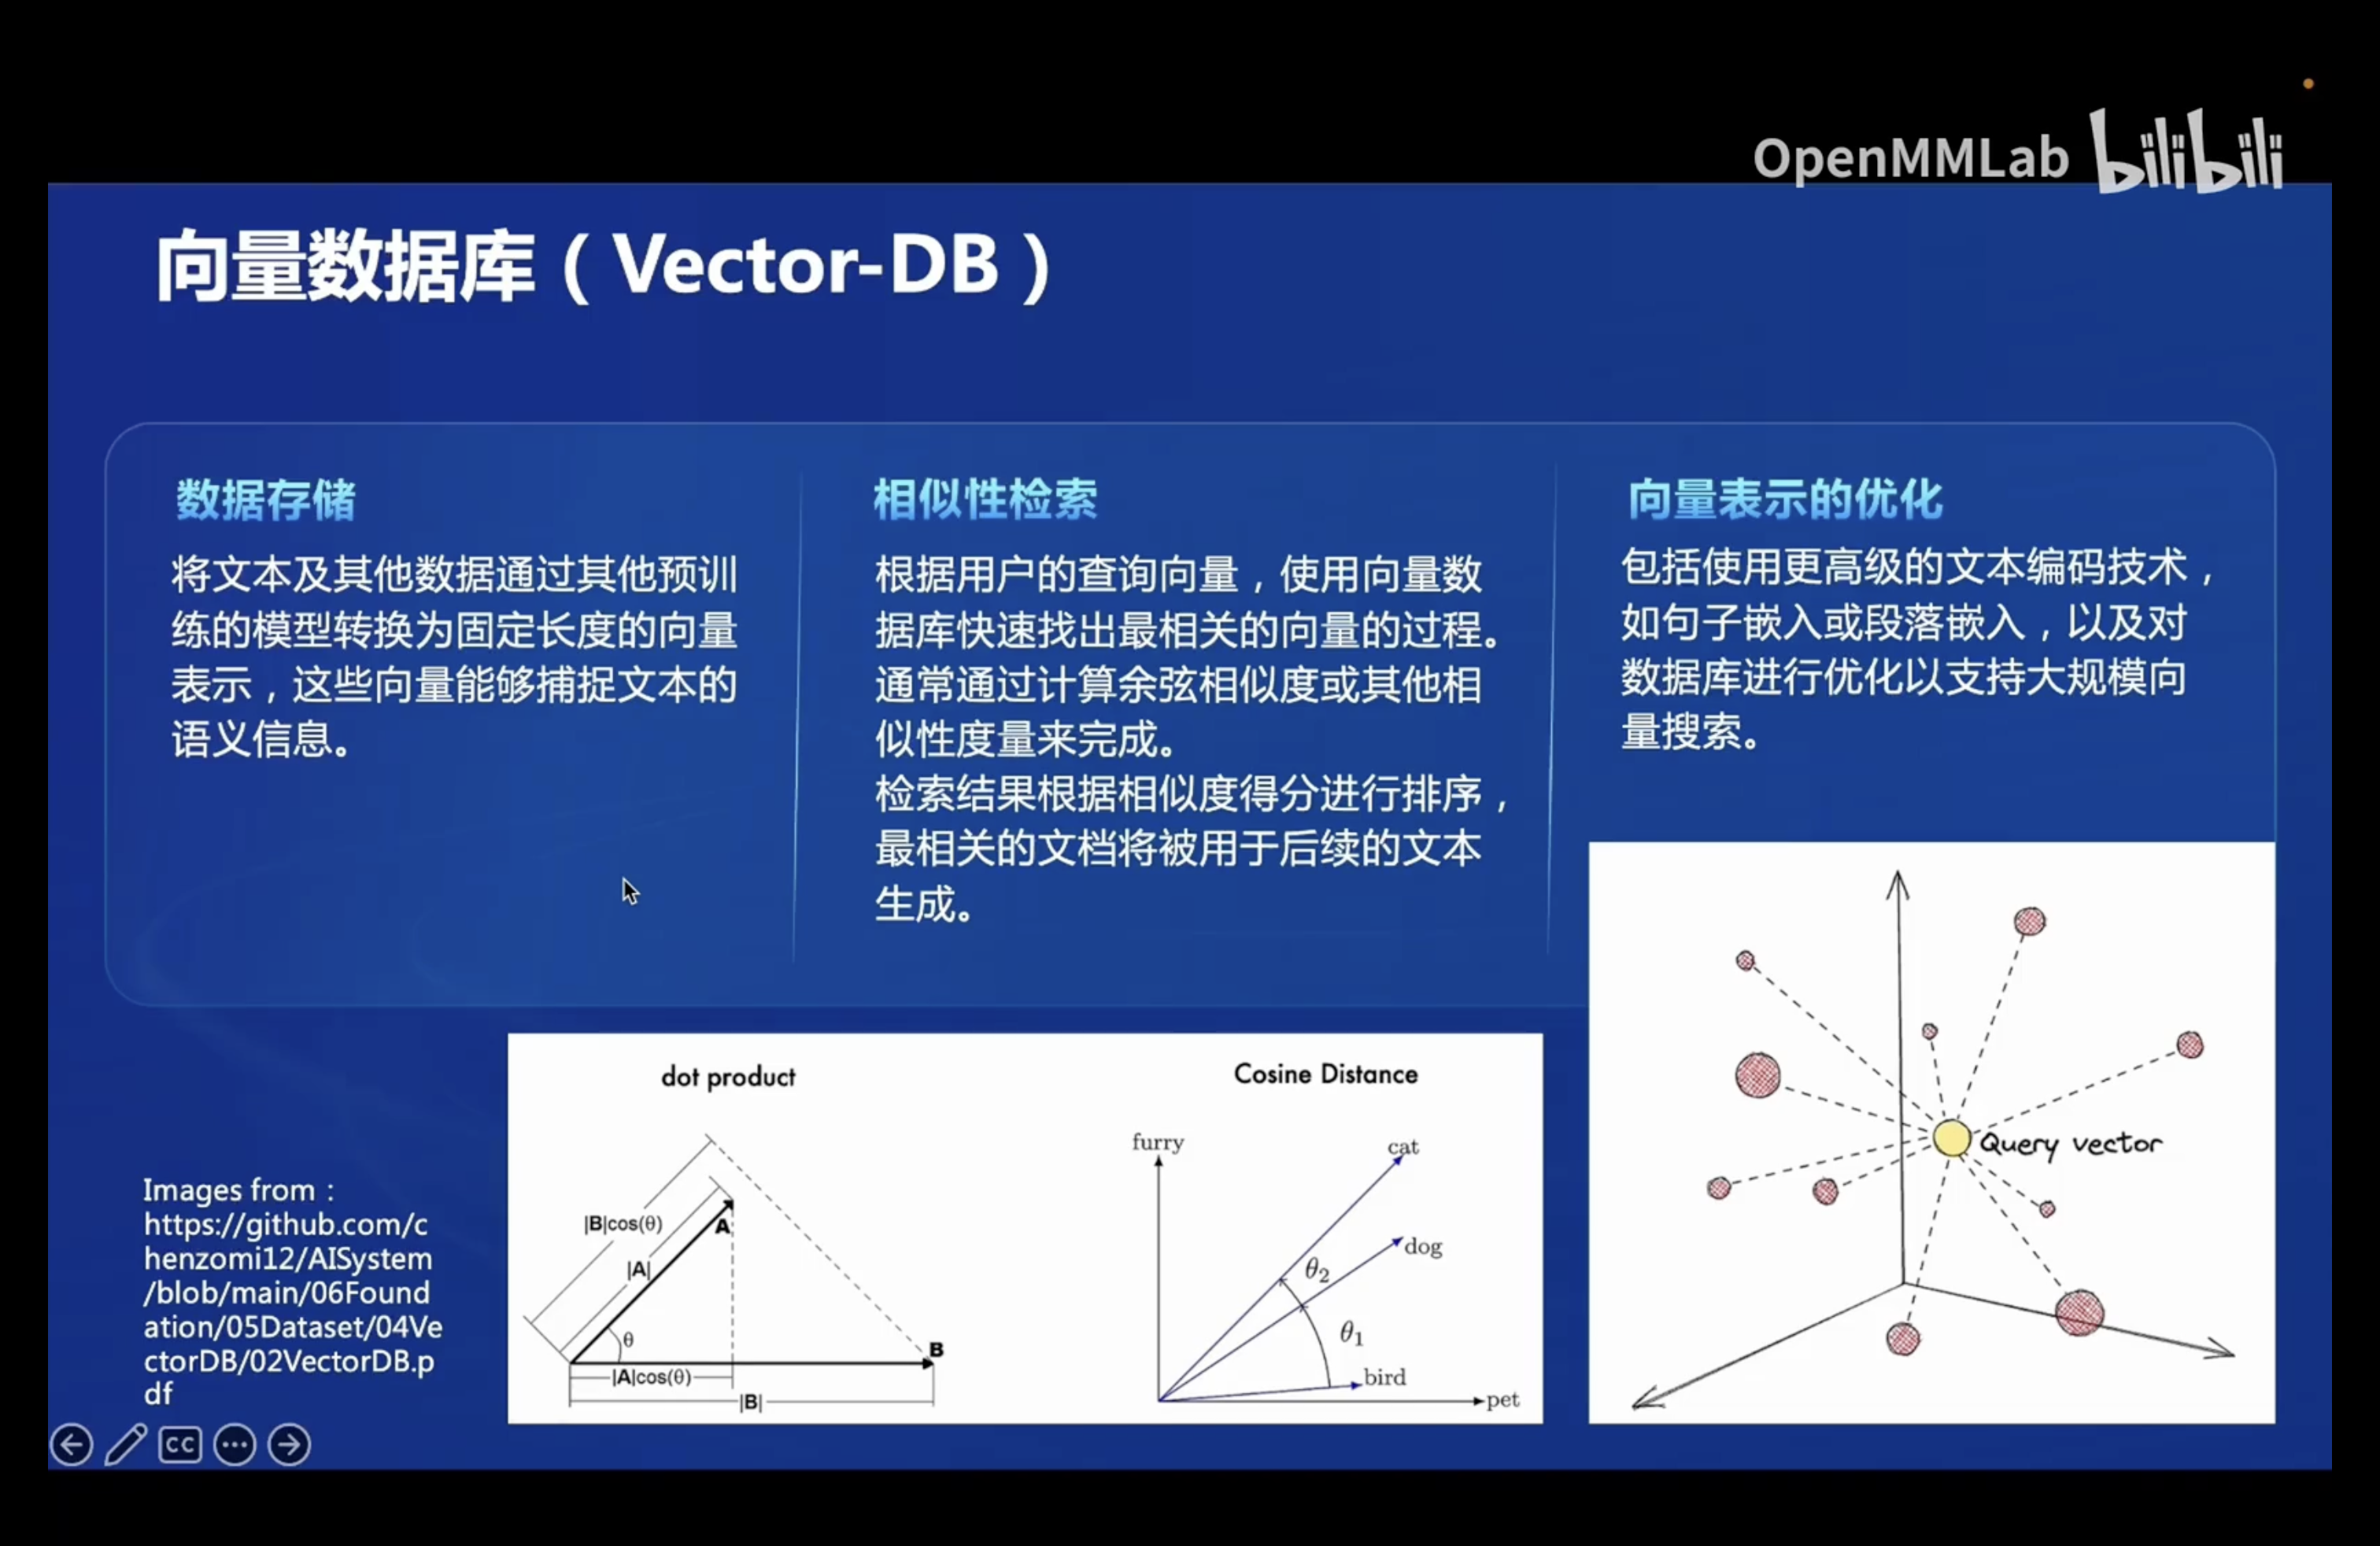 OpenMMLab bilibili
向量数据库（Vector-DB）
数据存储
将文本及其他数据通过其他预训
练的模型转换为固定长度的向量
表示，这些向量能够捕捉文本的
语义信息。
相似性检索
根据用户的查询向量，使用向量数
据库快速找出最相关的向量的过程。
通常通过计算余弦相似度或其他相
似性度量来完成。
检索结果根据相似度得分进行排序，
最相关的文档将被用于后续的文本
生成。
向量表示的优化
包括使用更高级的文本编码技术，
如句子嵌入或段落嵌入，以及对
数据库进行优化以支持大规模向
量搜索。
Images from：
https://github.com/c
henzomi12/AISystem
/blob/main/06Found
ation/05Dataset/04Ve
ctorDB/02VectorDB.p
df
dot product
|B|cos(θ)
A
|A|
θ
B
|A|cos(θ)
|B|
Cosine Distance
furry
cat
dog
θ2
θ1
bird
pet
Query vector
CC